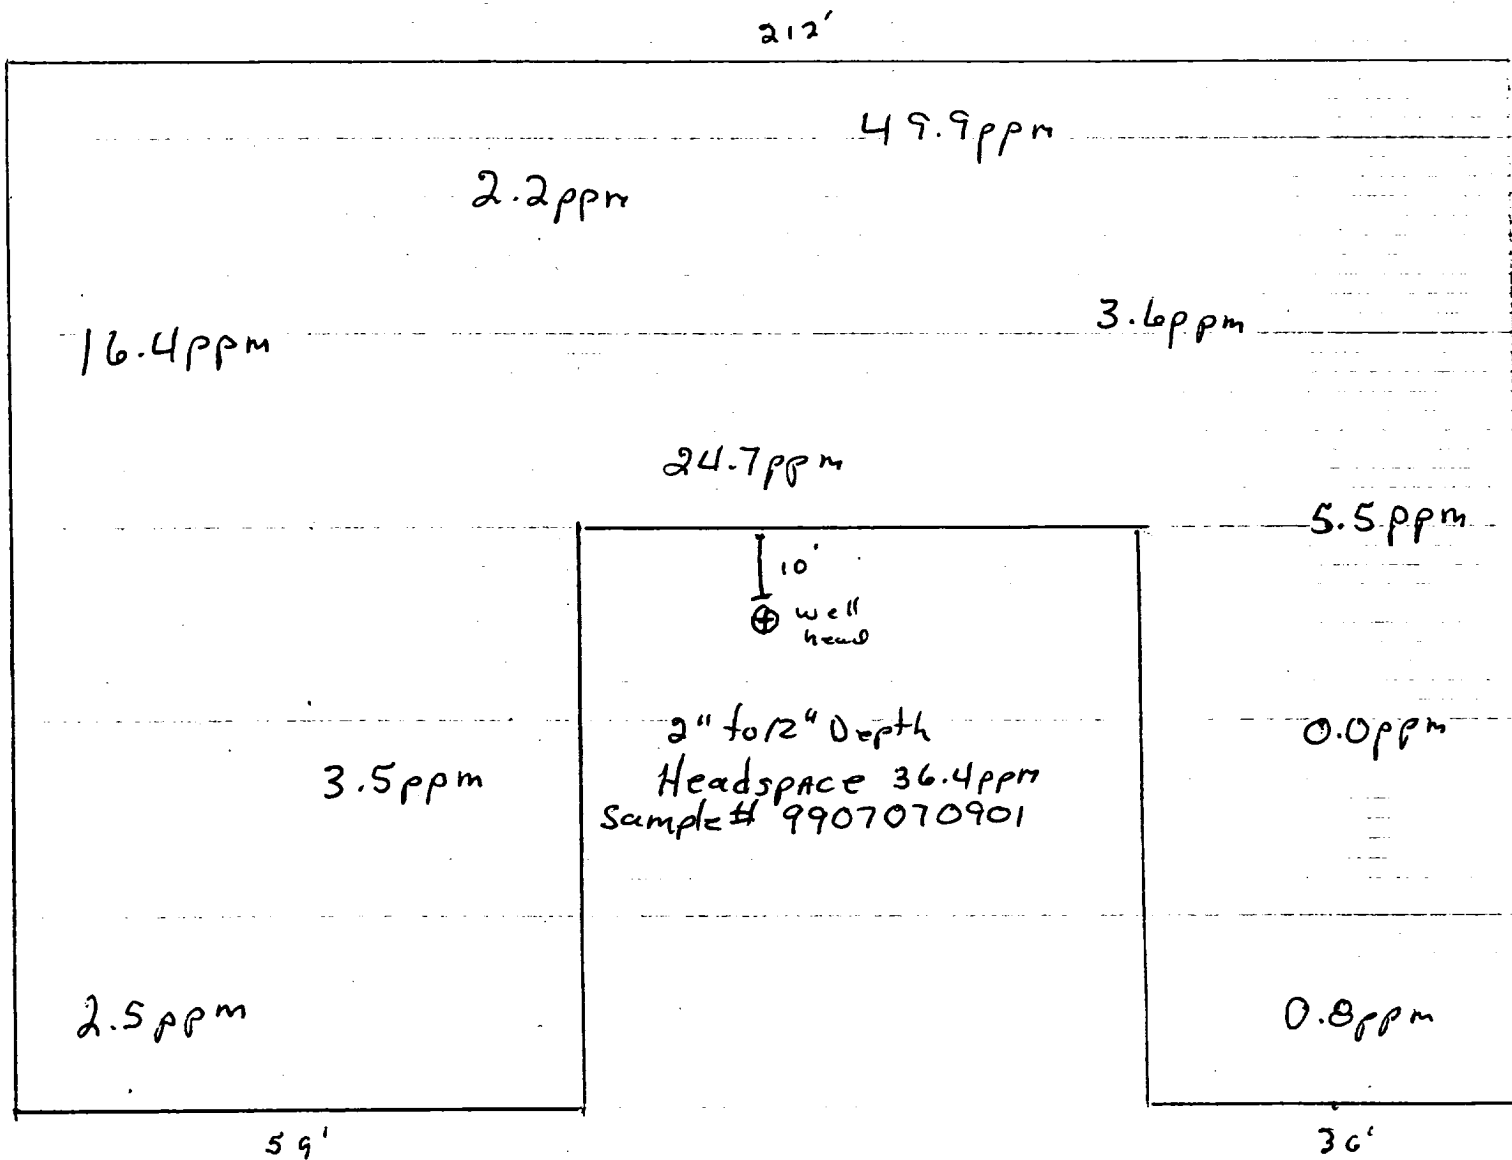 212'
49.9ppm
2.2ppm
3.6ppm
16.4ppm
24.7ppm
5.5ppm
10'
well
head
2" to 12" Depth
0.0ppm
Headspace 36.4ppm
3.5ppm
Sample# 9907070901
2.5ppm
0.8ppm
59'
36'